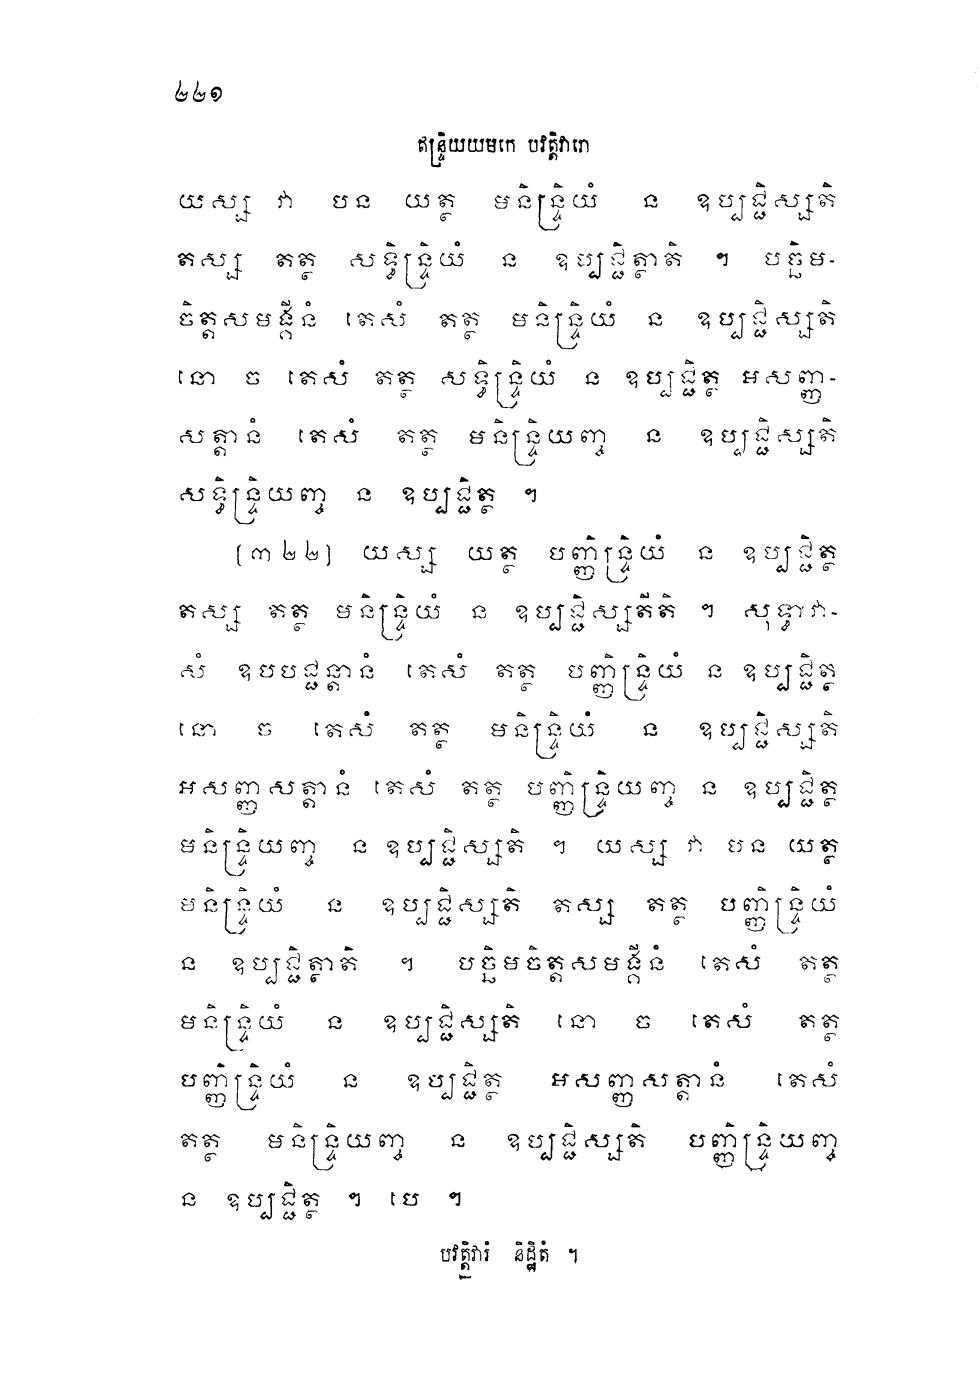 ២២១
ឥន្ទ្រិយយមកេ បវត្តិវារោ
យស្ស វា បន យត្ថ មនិន្ទ្រិយំ ន ឧប្បជ្ជិស្សតិ
តស្ស តត្ថ សទ្ធិន្ទ្រិយំ ន ឧប្បជ្ជិត្ថាតិ ។ បច្ឆិម-
ចិត្តសមង្គីនំ តេសំ តត្ថ មនិន្ទ្រិយំ ន ឧប្បជ្ជិស្សតិ
នោ ច តេសំ តត្ថ សទ្ធិន្ទ្រិយំ ន ឧប្បជ្ជិត្ថ អសញ្ញ-
សត្តានំ តេសំ តត្ថ មនិន្ទ្រិយញ្ច ន ឧប្បជ្ជិស្សតិ
សទ្ធិន្ទ្រិយញ្ច ន ឧប្បជ្ជិត្ថ ។
[៣២២] យស្ស យត្ថ បញ្ញិន្ទ្រិយំ ន ឧប្បជ្ជិត្ថ
តស្ស តត្ថ មនិន្ទ្រិយំ ន ឧប្បជ្ជិស្សតីតិ ។ សុទ្ធាវា-
សំ ឧបបជ្ជន្តានំ តេសំ តត្ថ បញ្ញិន្ទ្រិយំ ន ឧប្បជ្ជិត្ថ
នោ ច តេសំ តត្ថ មនិន្ទ្រិយំ ន ឧប្បជ្ជិស្សតិ
អសញ្ញសត្តានំ តេសំ តត្ថ បញ្ញិន្ទ្រិយញ្ច ន ឧប្បជ្ជិត្ថ
មនិន្ទ្រិយញ្ច ន ឧប្បជ្ជិស្សតិ ។ យស្ស វា បន យត្ថ
មនិន្ទ្រិយំ ន ឧប្បជ្ជិស្សតិ តស្ស តត្ថ បញ្ញិន្ទ្រិយំ
ន ឧប្បជ្ជិត្ថាតិ ។ បច្ឆិមចិត្តសមង្គីនំ តេសំ តត្ថ
មនិន្ទ្រិយំ ន ឧប្បជ្ជិស្សតិ នោ ច តេសំ តត្ថ
បញ្ញិន្ទ្រិយំ ន ឧប្បជ្ជិត្ថ អសញ្ញសត្តានំ តេសំ
តត្ថ មនិន្ទ្រិយញ្ច ន ឧប្បជ្ជិស្សតិ បញ្ញិន្ទ្រិយញ្ច
ន ឧប្បជ្ជិត្ថ ។ បេ ។
បវត្តិវារំ និដ្ឋិតំ ។